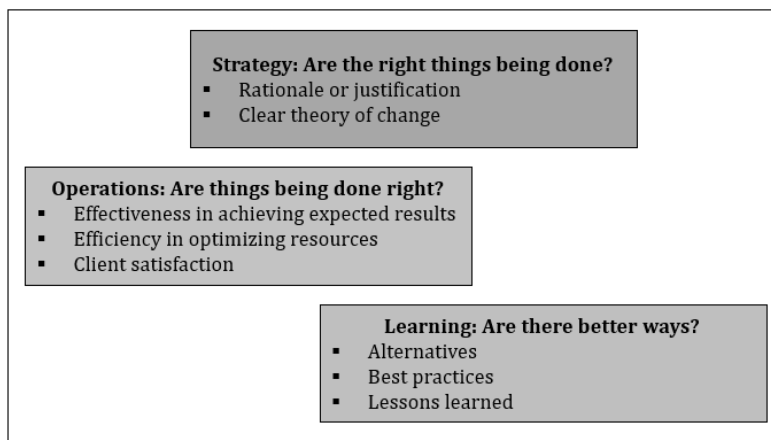 Strategy: Are the right things being done?
▪ Rationale or justification
▪ Clear theory of change
Operations: Are things being done right?
▪ Effectiveness in achieving expected results
▪ Efficiency in optimizing resources
▪ Client satisfaction
Learning: Are there better ways?
▪ Alternatives
▪ Best practices
▪ Lessons learned